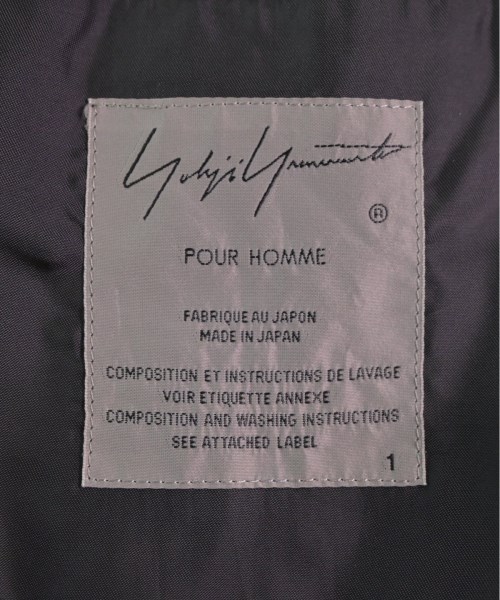 Yohji Yamamoto
®
POUR HOMME
FABRIQUE AU JAPON
MADE IN JAPAN
COMPOSITION ET INSTRUCTIONS DE LAVAGE
VOIR ETIQUETTE ANNEXE
COMPOSITION AND WASHING INSTRUCTIONS
SEE ATTACHED LABEL
1